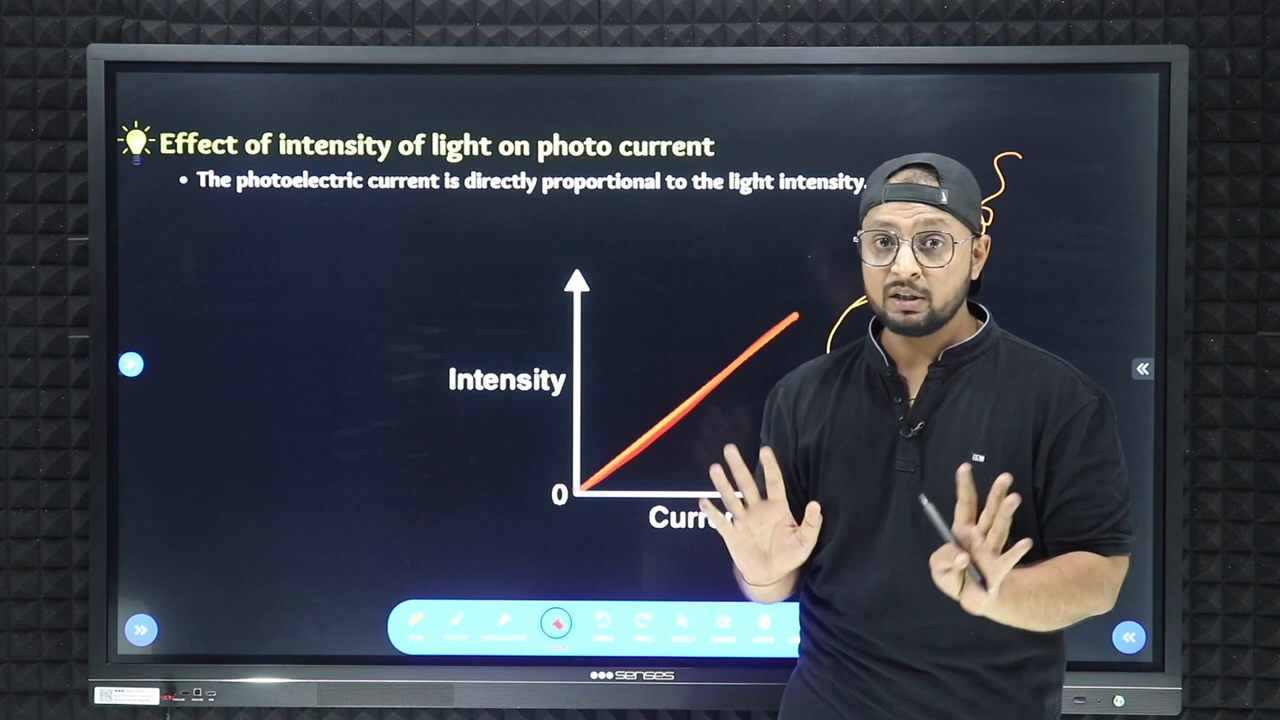 Effect of intensity of light on photo current
• The photoelectric current is directly proportional to the light intensity.
Intensity
0
senses